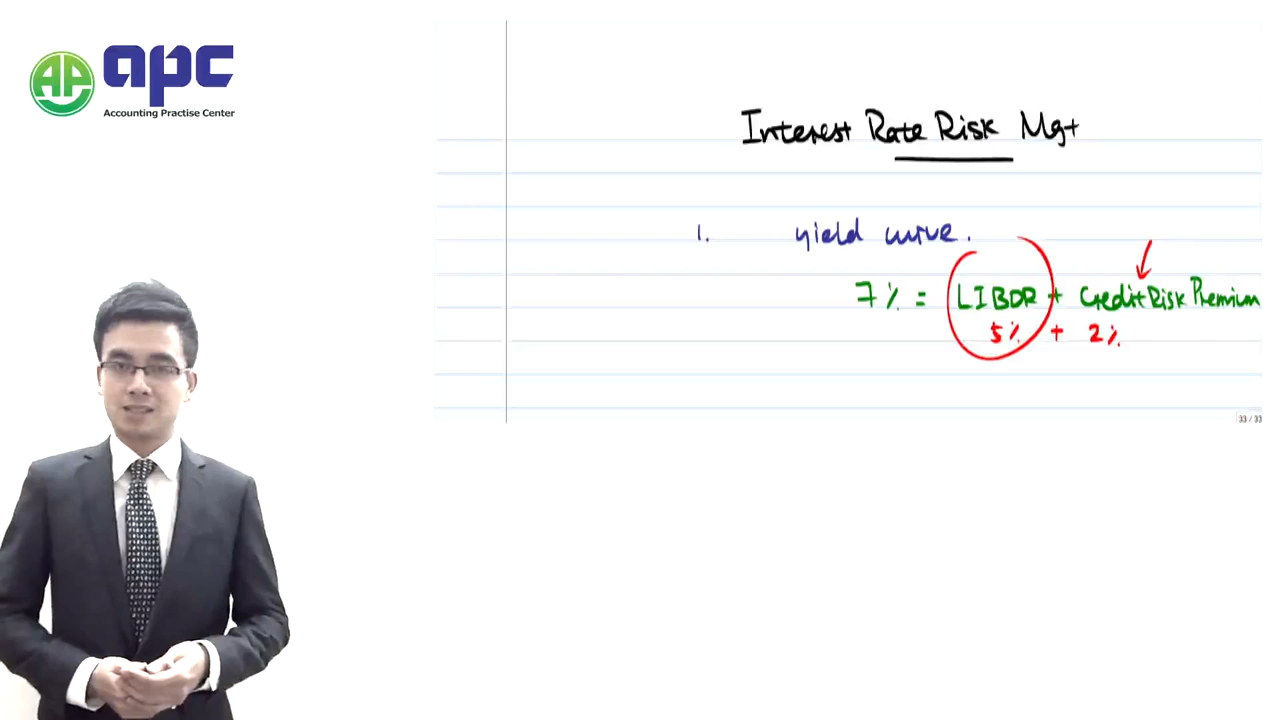 AP
apc
Accounting Practise Center
Interest Rate Risk Mgt
1. yield curve.
7% = LIBOR + Credit Risk Premium
5% + 2%
33 / 33